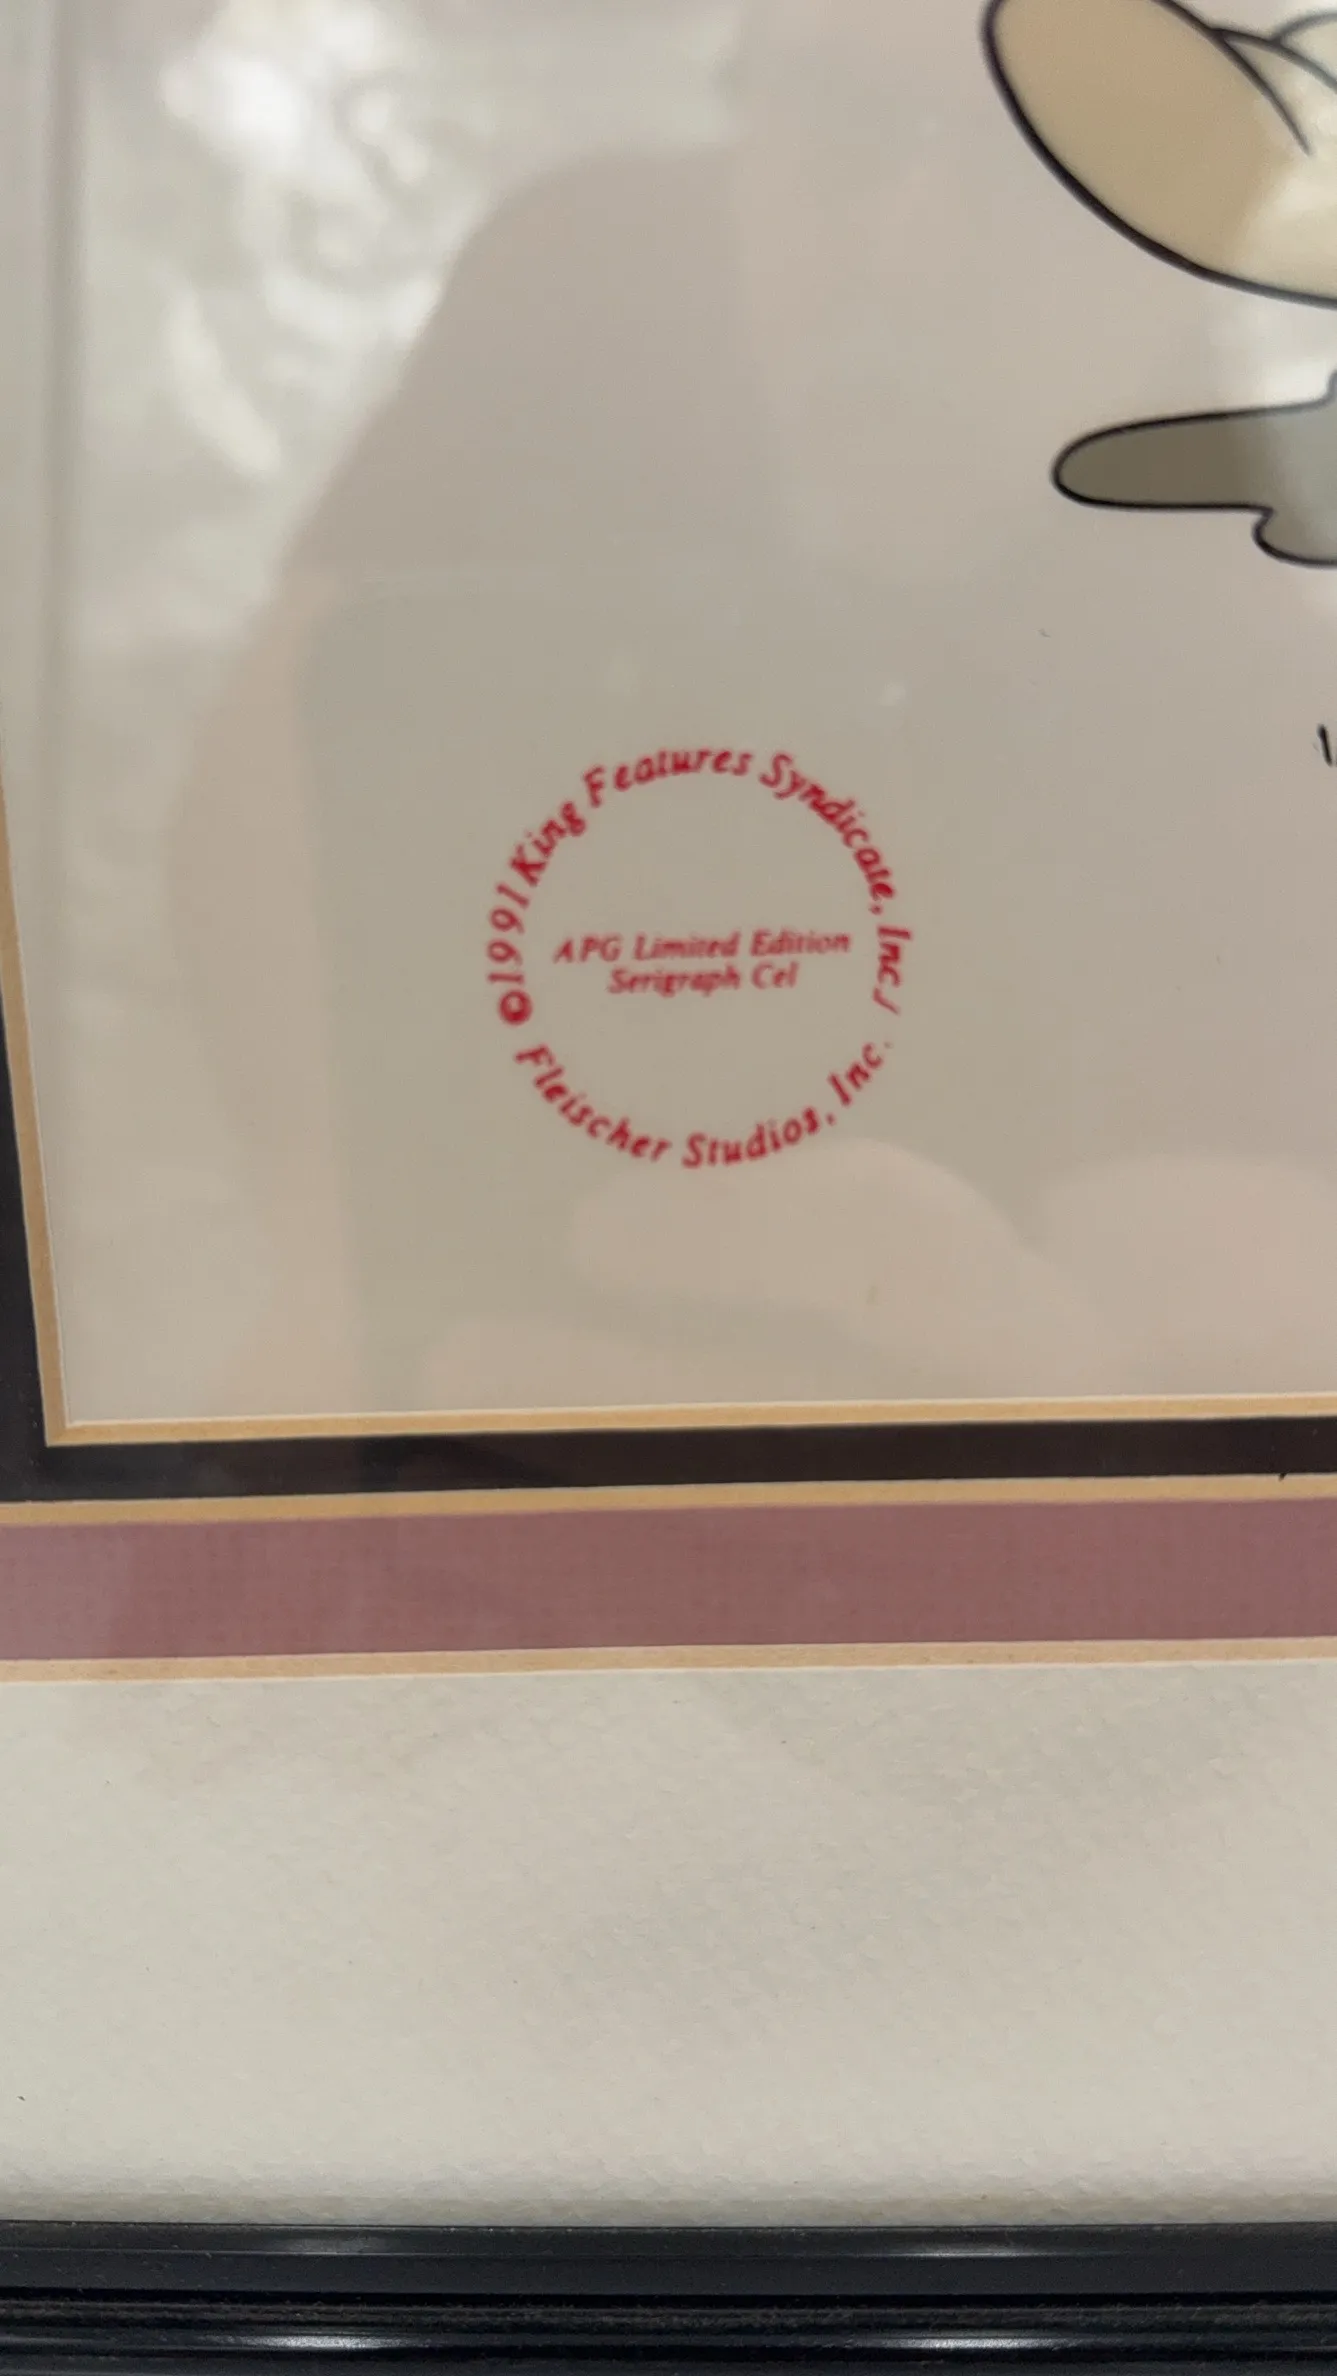 ©1991 King Features Syndicate, Inc/
Fleischer Studios, Inc.
APG Limited Edition
Serigraph Cel